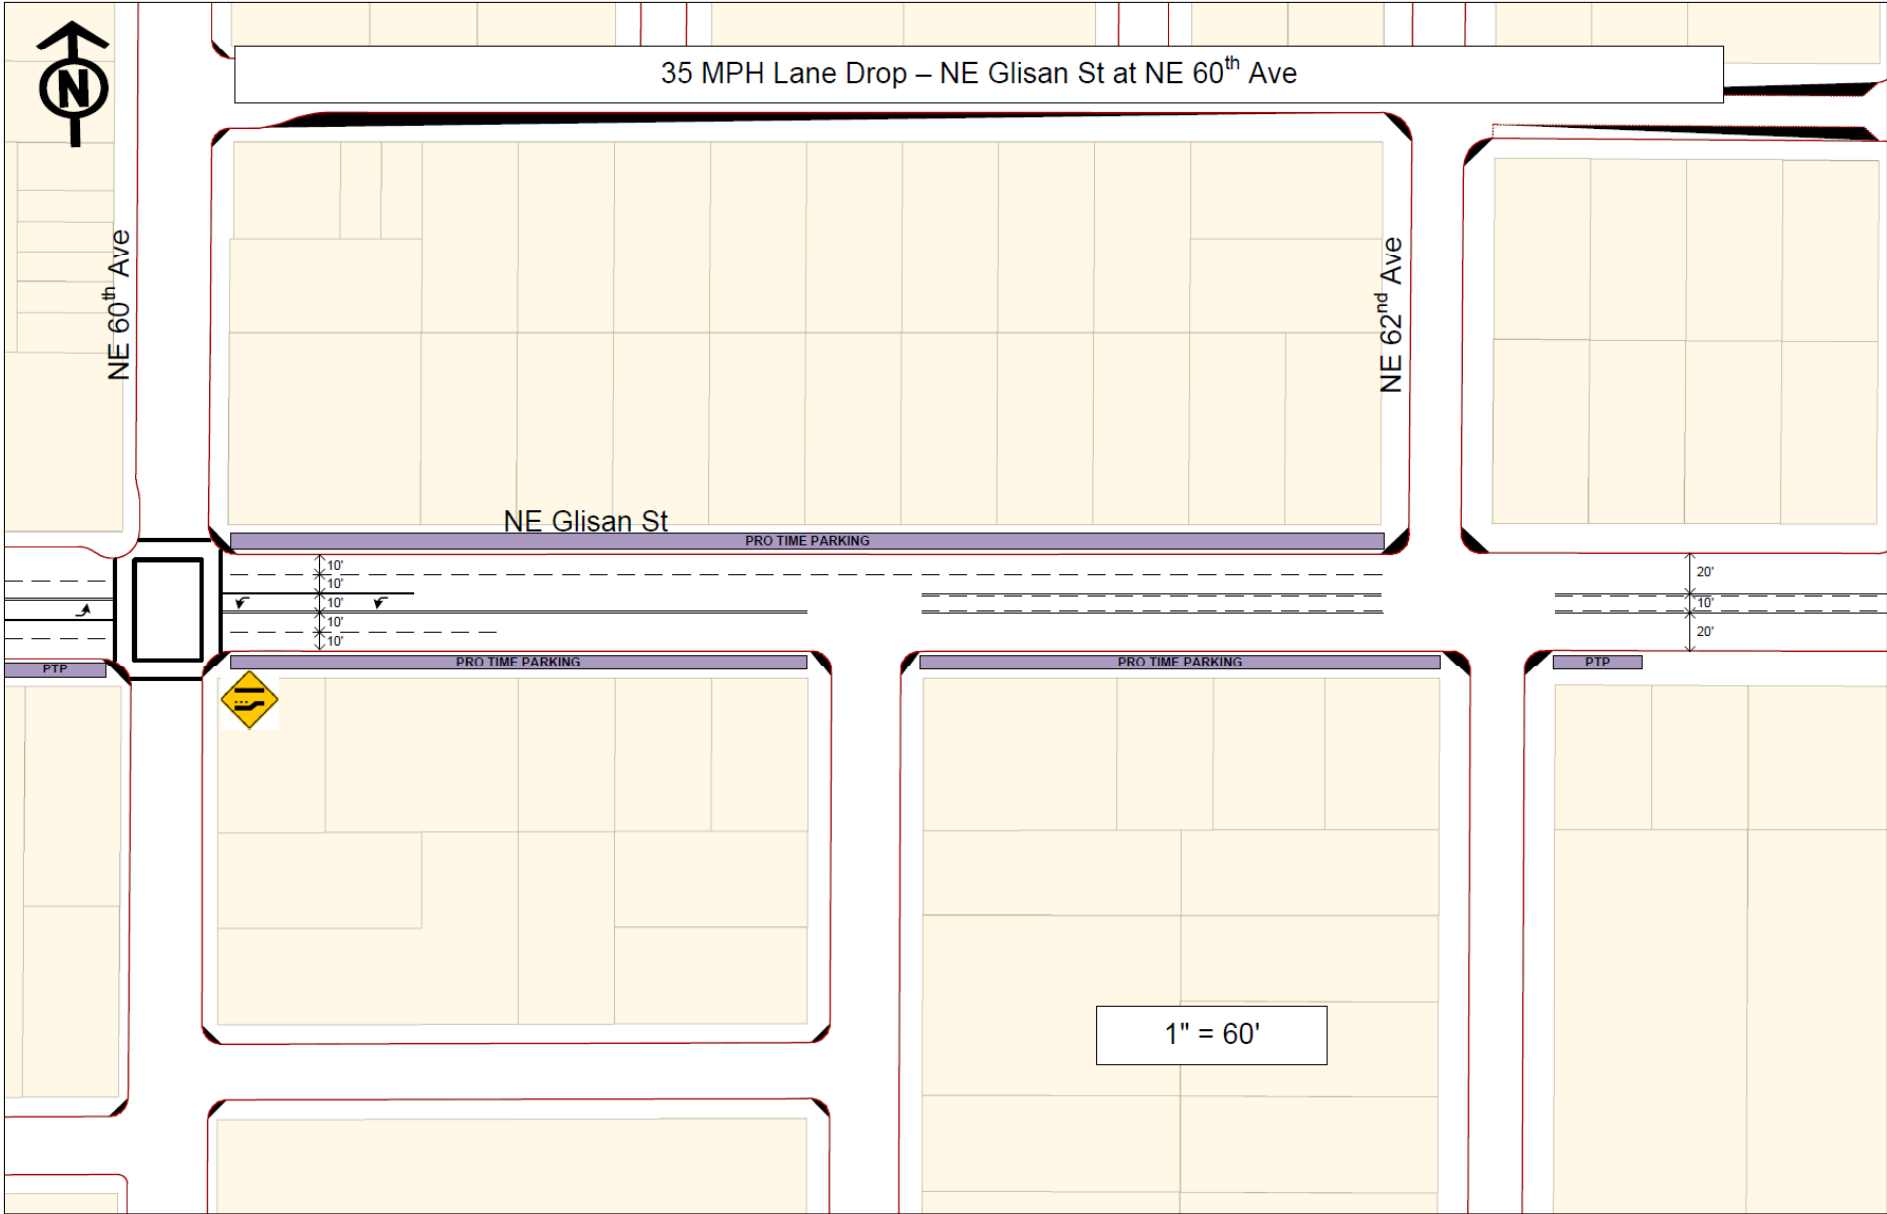 N
35 MPH Lane Drop – NE Glisan St at NE 60th Ave
NE 60th Ave
NE 62nd Ave
NE Glisan St
PRO TIME PARKING
10'
10'
10'
10'
10'
20'
10'
20'
PTP
PRO TIME PARKING
PRO TIME PARKING
PTP
1" = 60'